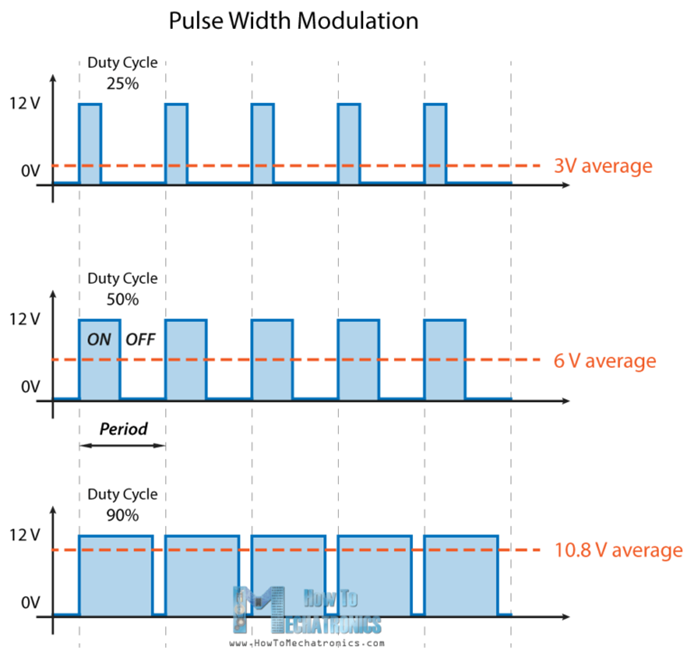 Pulse Width Modulation
Duty Cycle
25%
12 V
0V
3V average
Duty Cycle
50%
12 V
ON OFF
6 V average
0V
Period
Duty Cycle
90%
12 V
10.8 V average
0V
How To
Mechatronics
www.HowToMechatronics.com